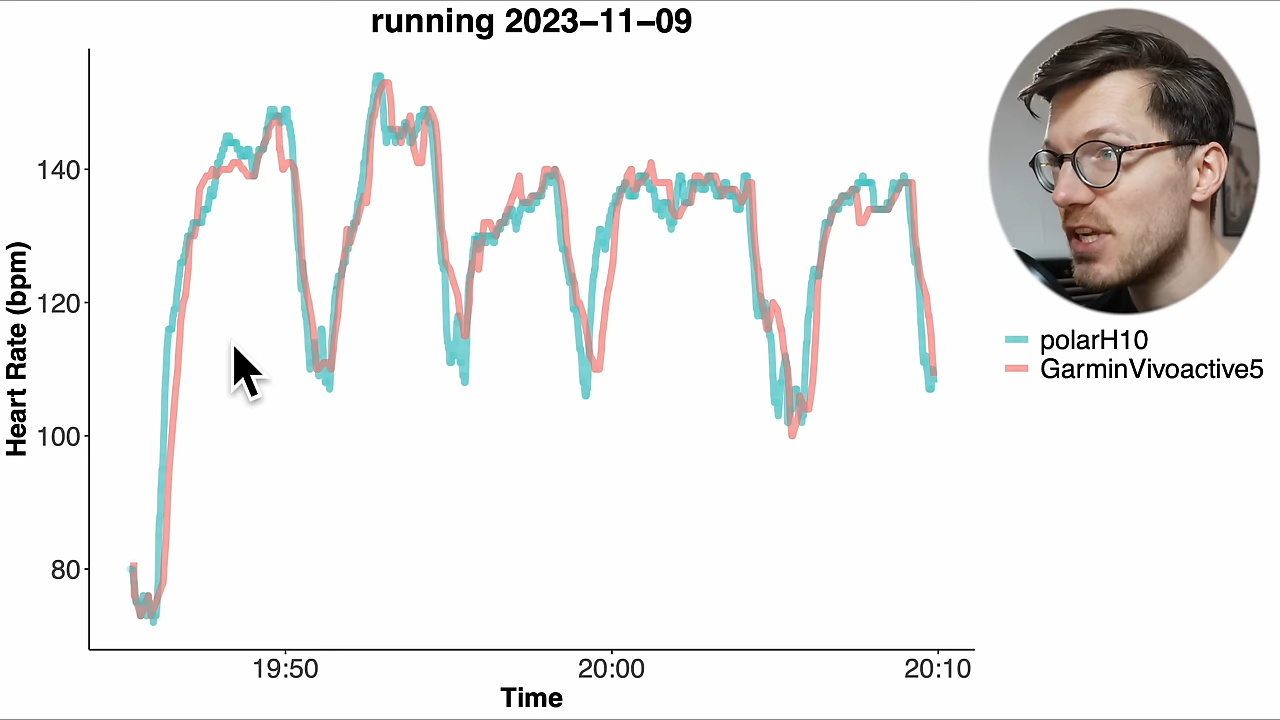 running 2023–11–09
Heart Rate (bpm)
140
120
100
80
19:50
20:00
20:10
Time
polarH10
GarminVivoactive5